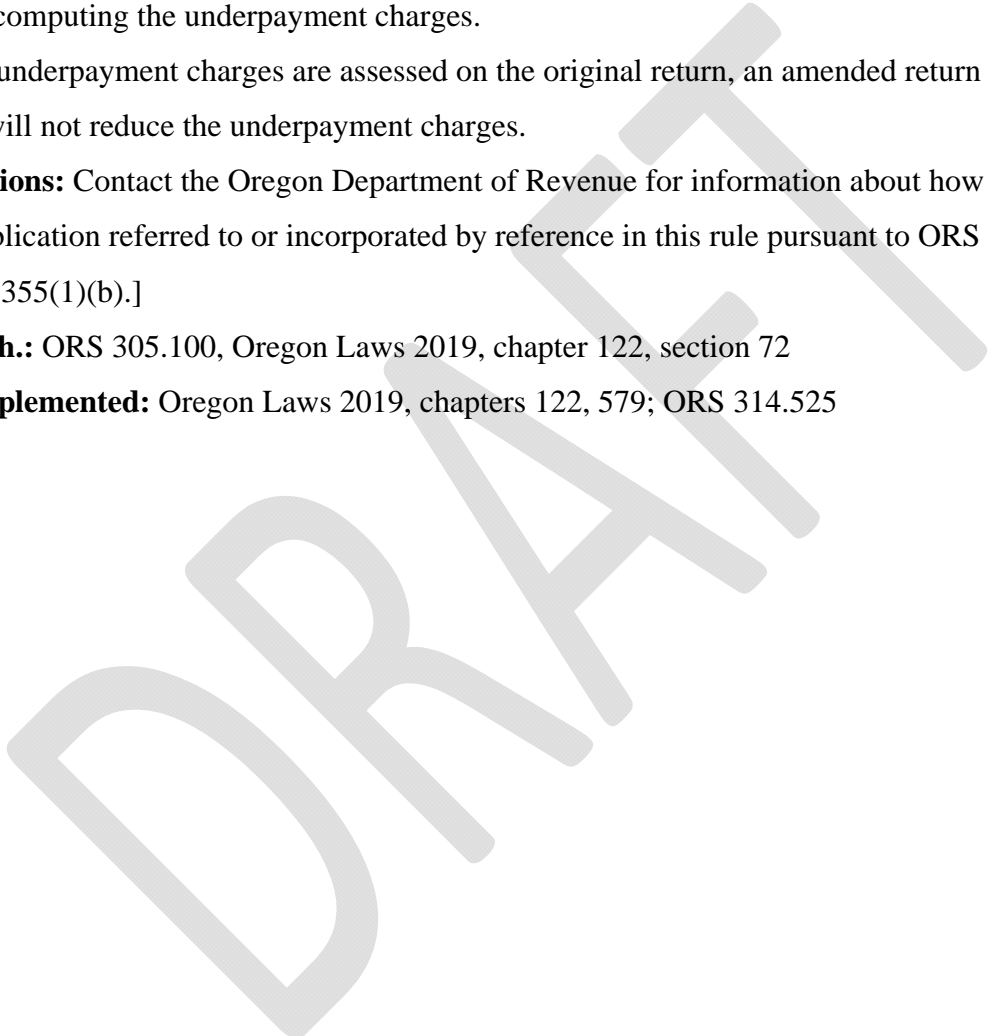 computing the underpayment charges.
underpayment charges are assessed on the original return, an amended return
will not reduce the underpayment charges.
ions: Contact the Oregon Department of Revenue for information about how
blication referred to or incorporated by reference in this rule pursuant to ORS
355(1)(b).]
h.: ORS 305.100, Oregon Laws 2019, chapter 122, section 72
plemented: Oregon Laws 2019, chapters 122, 579; ORS 314.525
DRAFT